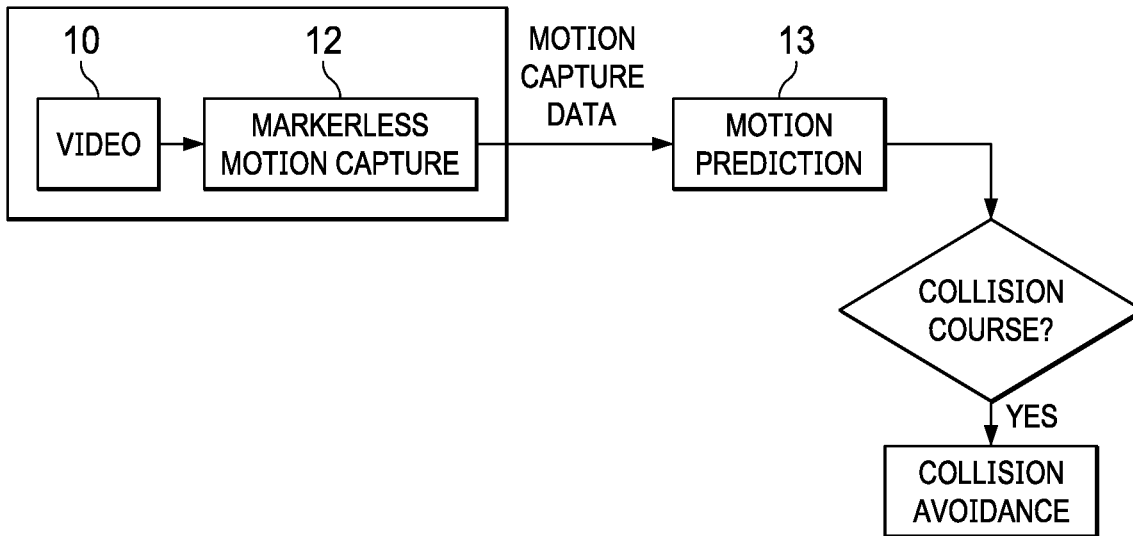 10
12
13
MOTION
CAPTURE
DATA
VIDEO
MARKERLESS
MOTION CAPTURE
MOTION
PREDICTION
COLLISION
COURSE?
YES
COLLISION
AVOIDANCE